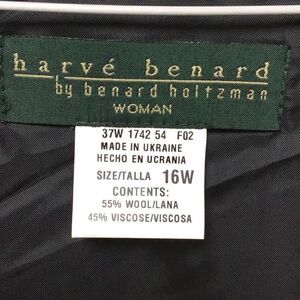 harvé benard
by benard holtzman
WOMAN
37W 1742 54 F02
MADE IN UKRAINE
HECHO EN UCRANIA
SIZE/TALLA 16W
CONTENTS:
55% WOOL/LANA
45% VISCOSE/VISCOSA